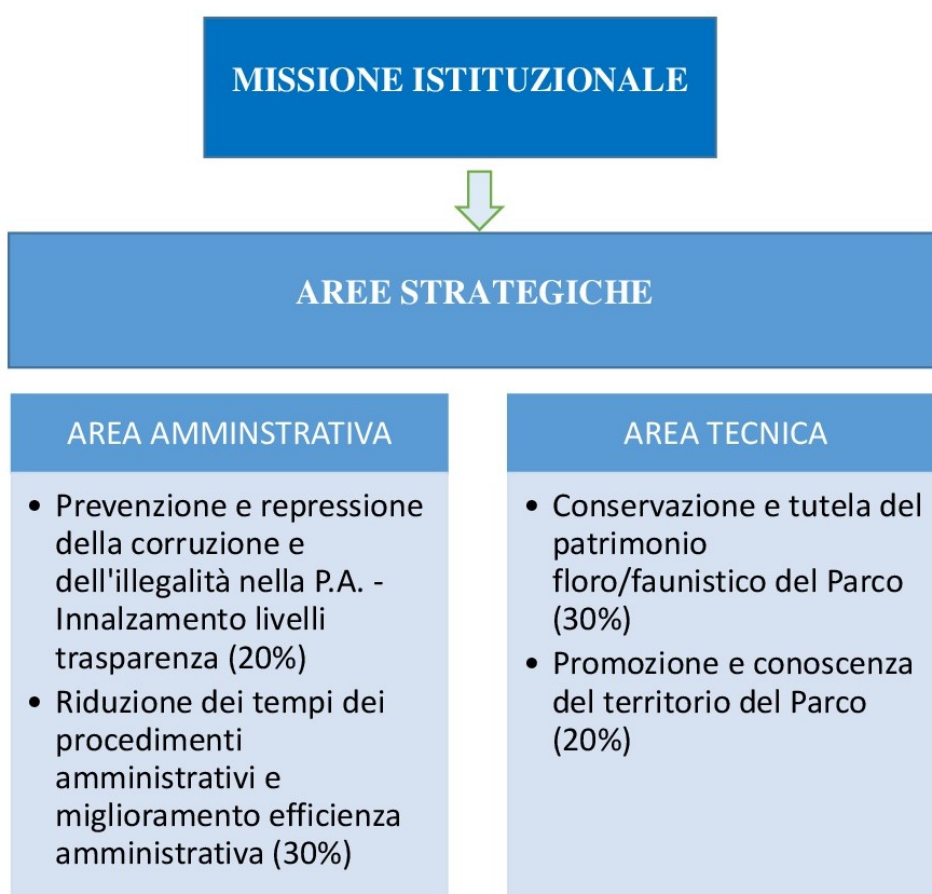 MISSIONE ISTITUZIONALE
AREE STRATEGICHE
AREA AMMINSTRATIVA
• Prevenzione e repressione
della corruzione e
dell'illegalità nella P.A. -
Innalzamento livelli
trasparenza (20%)
• Riduzione dei tempi dei
procedimenti
amministrativi e
miglioramento efficienza
amministrativa (30%)
AREA TECNICA
• Conservazione e tutela del
patrimonio
floro/faunistico del Parco
(30%)
• Promozione e conoscenza
del territorio del Parco
(20%)